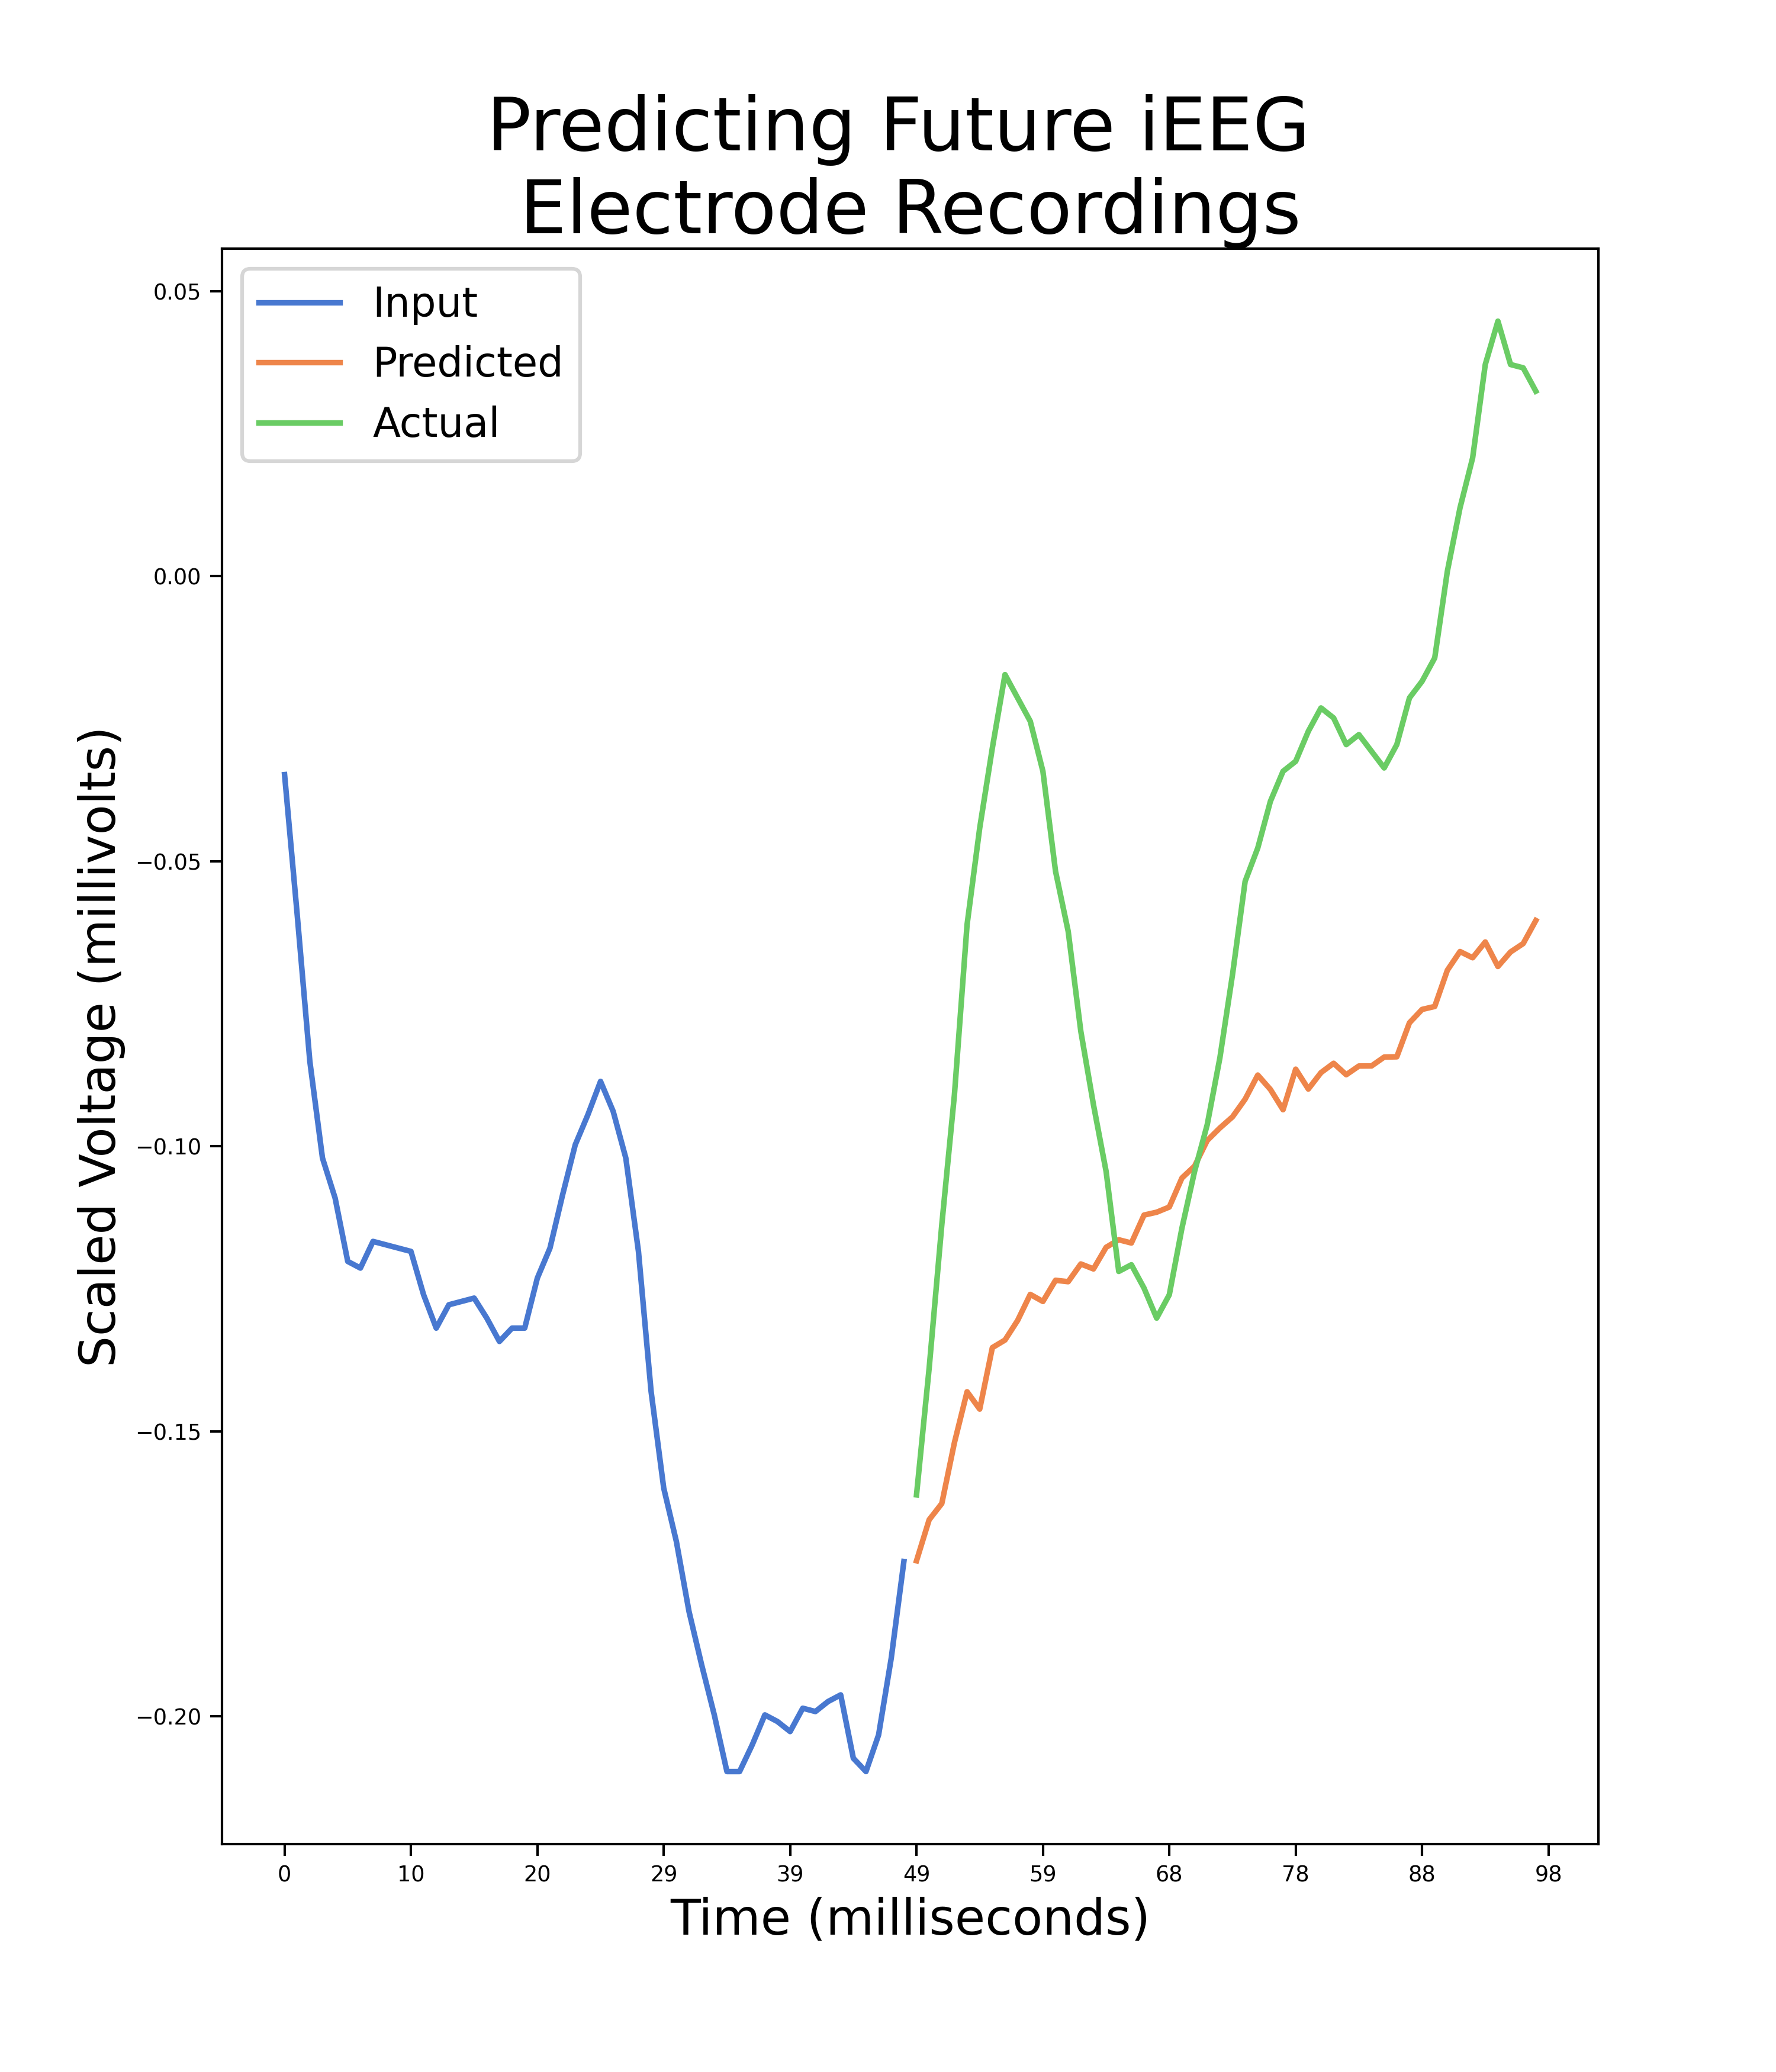 Predicting Future iEEG
Electrode Recordings
Input
Predicted
Actual
0.05
0.00
−0.05
−0.10
−0.15
−0.20
Scaled Voltage (millivolts)
0 10 20 29 39 49 59 68 78 88 98
Time (milliseconds)